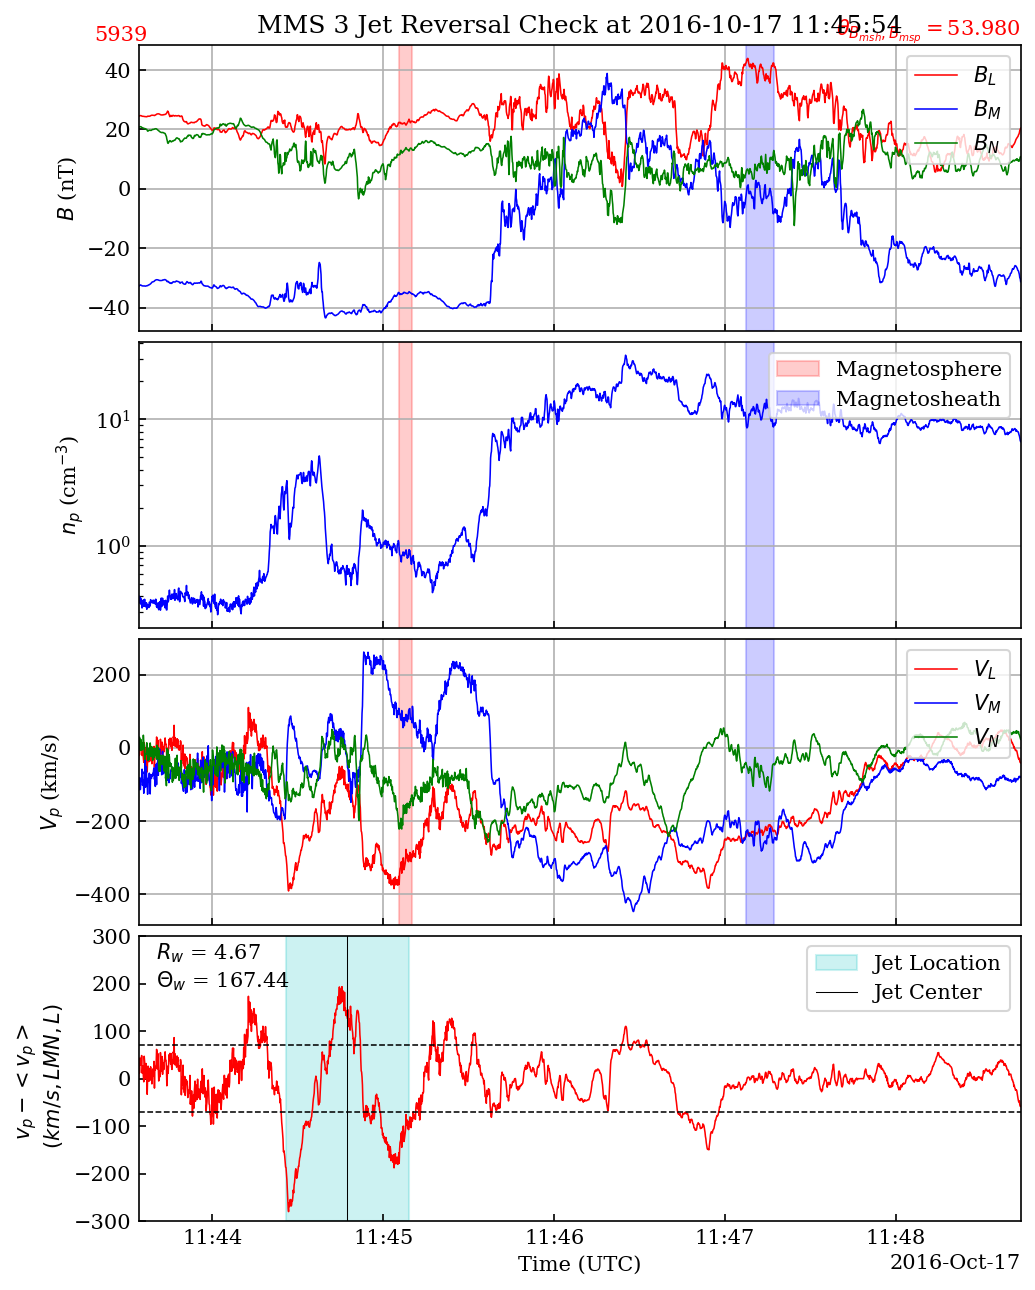 MMS 3 Jet Reversal Check at 2016-10-17 11:45:54
5939
θ_{B_{msh}, B_{msp}} = 53.980
40
20
0
−20
−40
B (nT)
B_L
B_M
B_N
10^1
10^0
n_p (cm^{−3})
Magnetosphere
Magnetosheath
200
0
−200
−400
V_p (km/s)
V_L
V_M
V_N
300
200
100
0
−100
−200
−300
v_p − < v_p >
(km/s, LMN, L)
R_w = 4.67
Θ_w = 167.44
Jet Location
Jet Center
11:44
11:45
11:46
11:47
11:48
Time (UTC)
2016-Oct-17